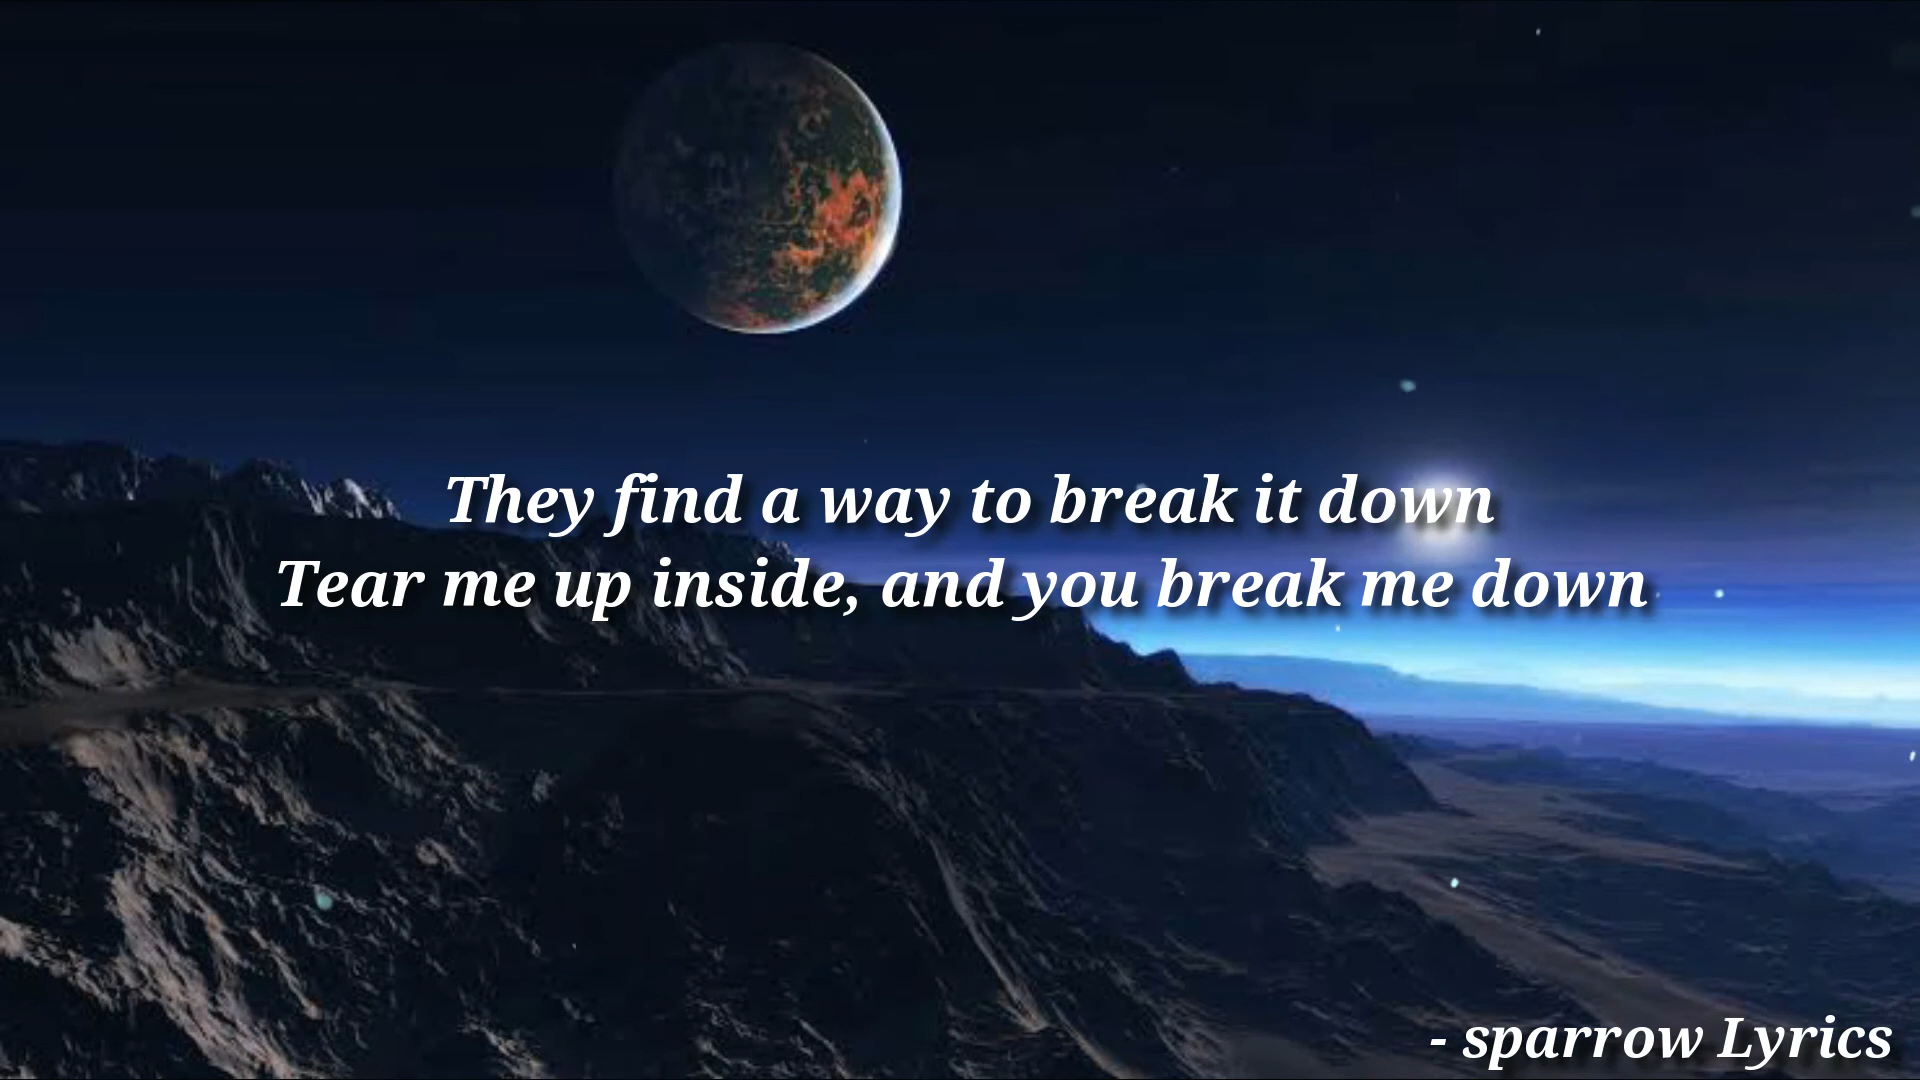 They find a way to break it down
Tear me up inside, and you break me down
- sparrow Lyrics